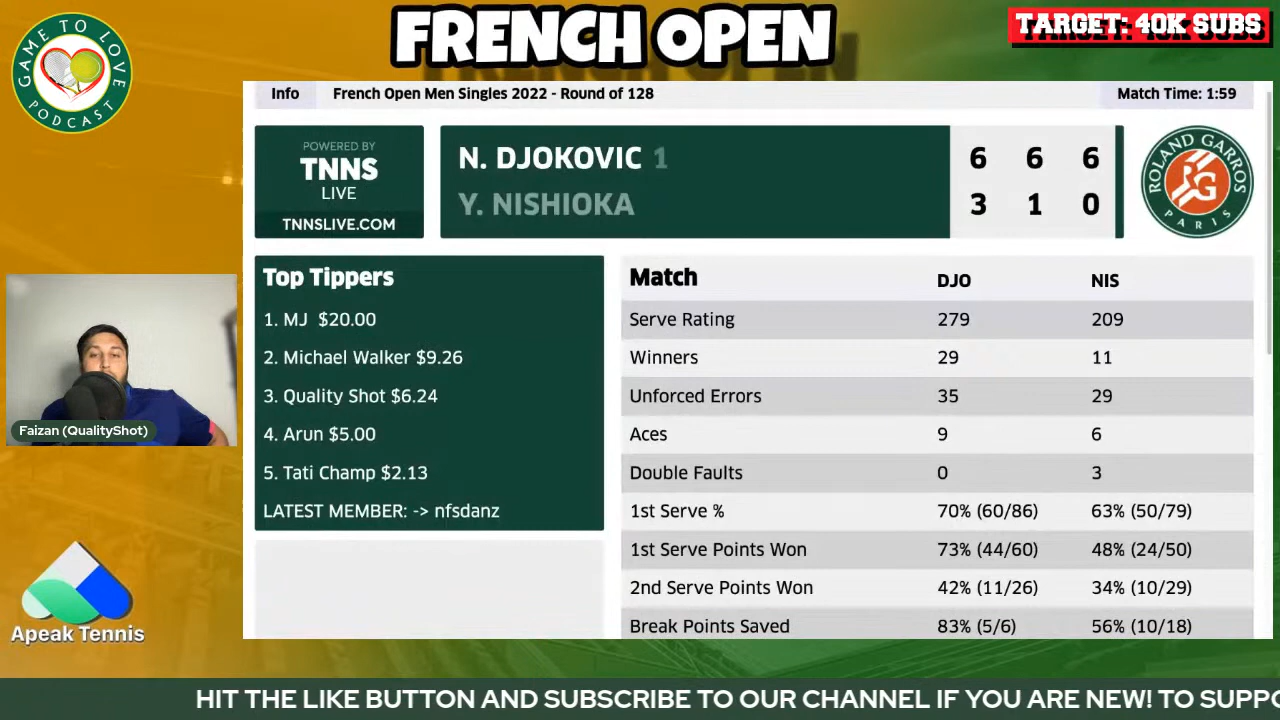 FRENCH OPEN
TARGET: 40K SUBS
GAME TO LOVE
PODCAST
Info French Open Men Singles 2022 - Round of 128 Match Time: 1:59
POWERED BY
TNNS
LIVE
TNNSLIVE.COM
N. DJOKOVIC 1 6 6 6
Y. NISHIOKA 3 1 0
ROLAND GARROS
RG
PARIS
Top Tippers
1. MJ $20.00
2. Michael Walker $9.26
3. Quality Shot $6.24
4. Arun $5.00
5. Tati Champ $2.13
LATEST MEMBER: -> nfsdanz
Match DJO NIS
Serve Rating 279 209
Winners 29 11
Unforced Errors 35 29
Aces 9 6
Double Faults 0 3
1st Serve % 70% (60/86) 63% (50/79)
1st Serve Points Won 73% (44/60) 48% (24/50)
2nd Serve Points Won 42% (11/26) 34% (10/29)
Break Points Saved 83% (5/6) 56% (10/18)
Faizan (QualityShot)
Apeak Tennis
HIT THE LIKE BUTTON AND SUBSCRIBE TO OUR CHANNEL IF YOU ARE NEW! TO SUPPO